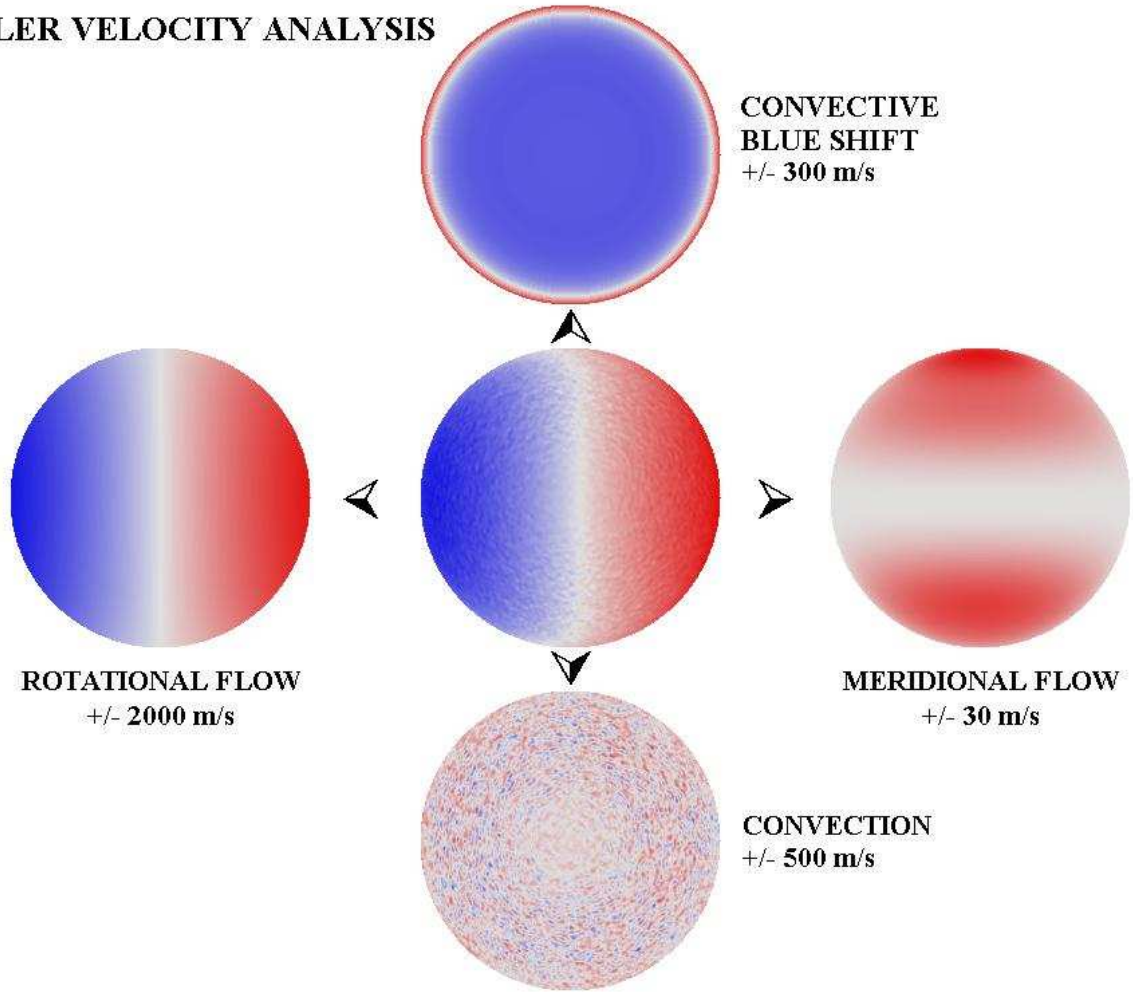 LER VELOCITY ANALYSIS
CONVECTIVE
BLUE SHIFT
+/- 300 m/s
ROTATIONAL FLOW
+/- 2000 m/s
MERIDIONAL FLOW
+/- 30 m/s
CONVECTION
+/- 500 m/s